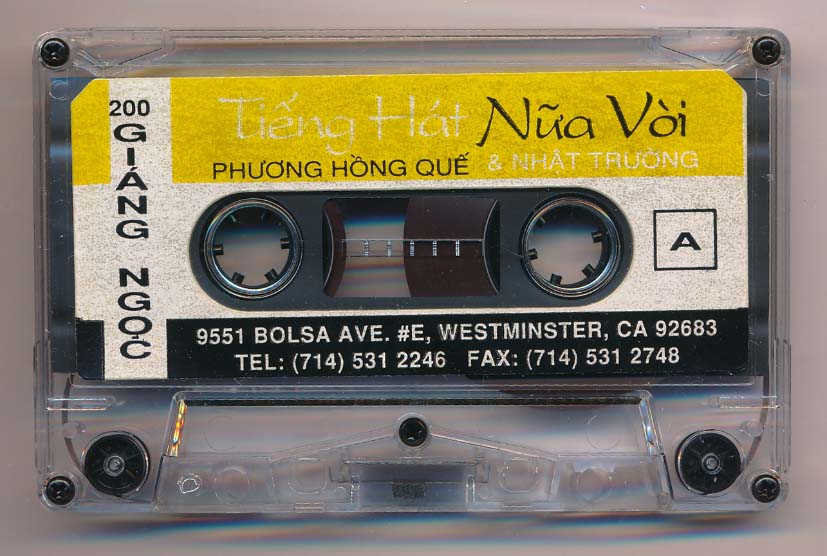 200
GIÁNG NGỌC
Tiếng Hát Nữa Vòi
PHƯƠNG HỒNG QUẾ & NHẬT TRƯỜNG
A
9551 BOLSA AVE. #E, WESTMINSTER, CA 92683
TEL: (714) 531 2246 FAX: (714) 531 2748